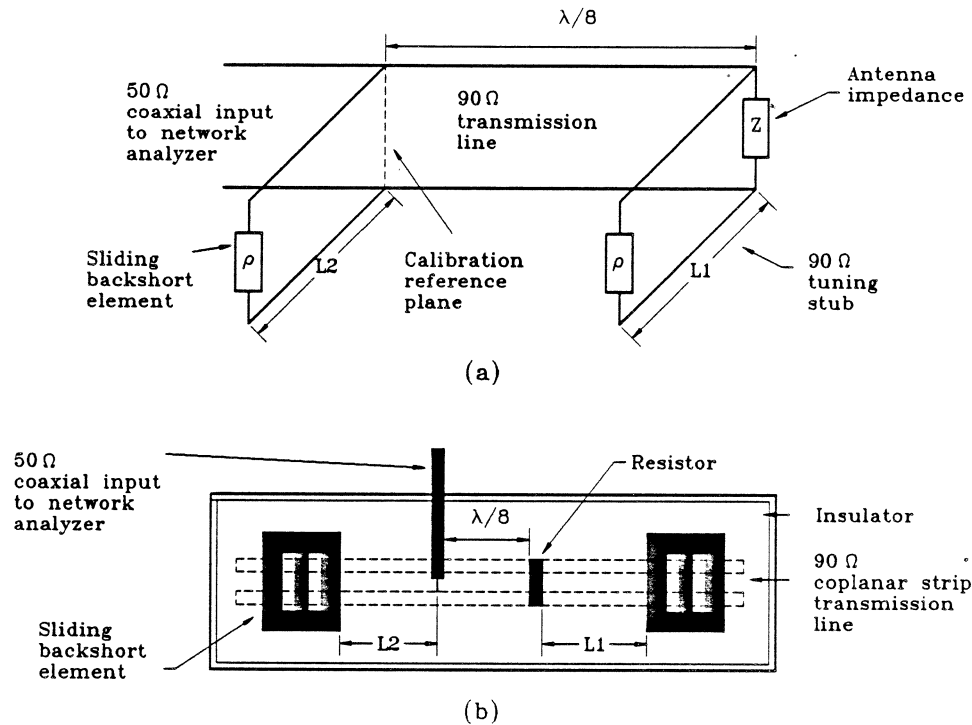 λ/8
50 Ω
coaxial input
to network
analyzer
90 Ω
transmission
line
Antenna
impedance
Z
Sliding
backshort
element
ρ
L2
Calibration
reference
plane
ρ
L1
90 Ω
tuning
stub
(a)
50 Ω
coaxial input
to network
analyzer
λ/8
Resistor
Insulator
90 Ω
coplanar strip
transmission
line
Sliding
backshort
element
L2
L1
(b)